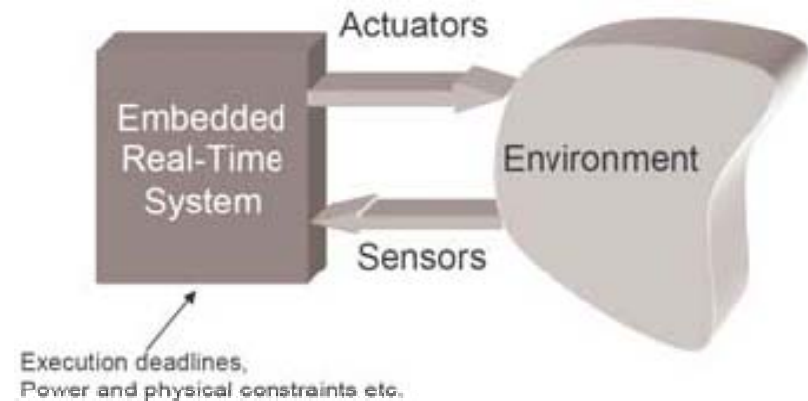 Actuators
Embedded
Real-Time
System
Environment
Sensors
Execution deadlines,
Power and physical constraints etc.